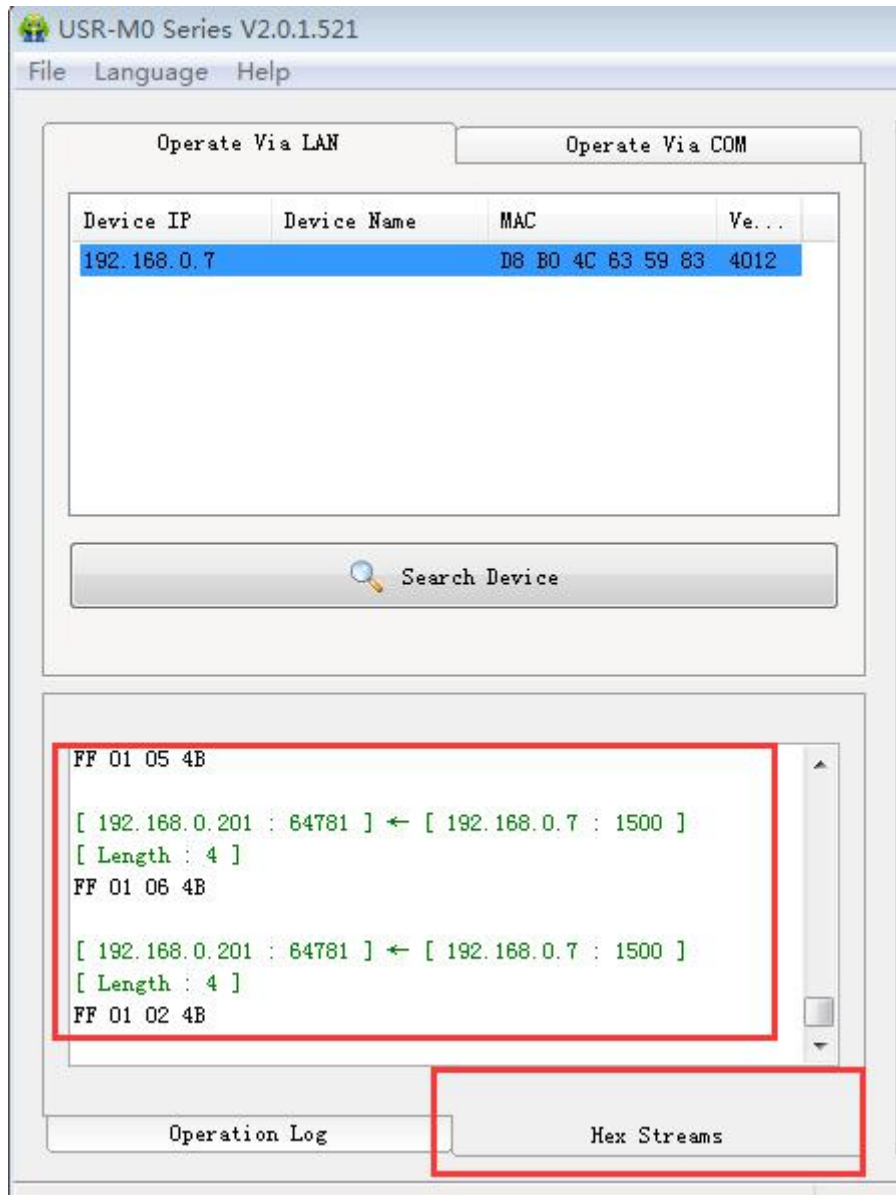 USR-M0 Series V2.0.1.521
File Language Help
Operate Via LAN Operate Via COM
Device IP Device Name MAC Ve...
192.168.0.7 D8 B0 4C 63 59 83 4012
Search Device
FF 01 05 4B
[ 192.168.0.201 : 64781 ] ← [ 192.168.0.7 : 1500 ]
[ Length : 4 ]
FF 01 06 4B
[ 192.168.0.201 : 64781 ] ← [ 192.168.0.7 : 1500 ]
[ Length : 4 ]
FF 01 02 4B
Operation Log Hex Streams